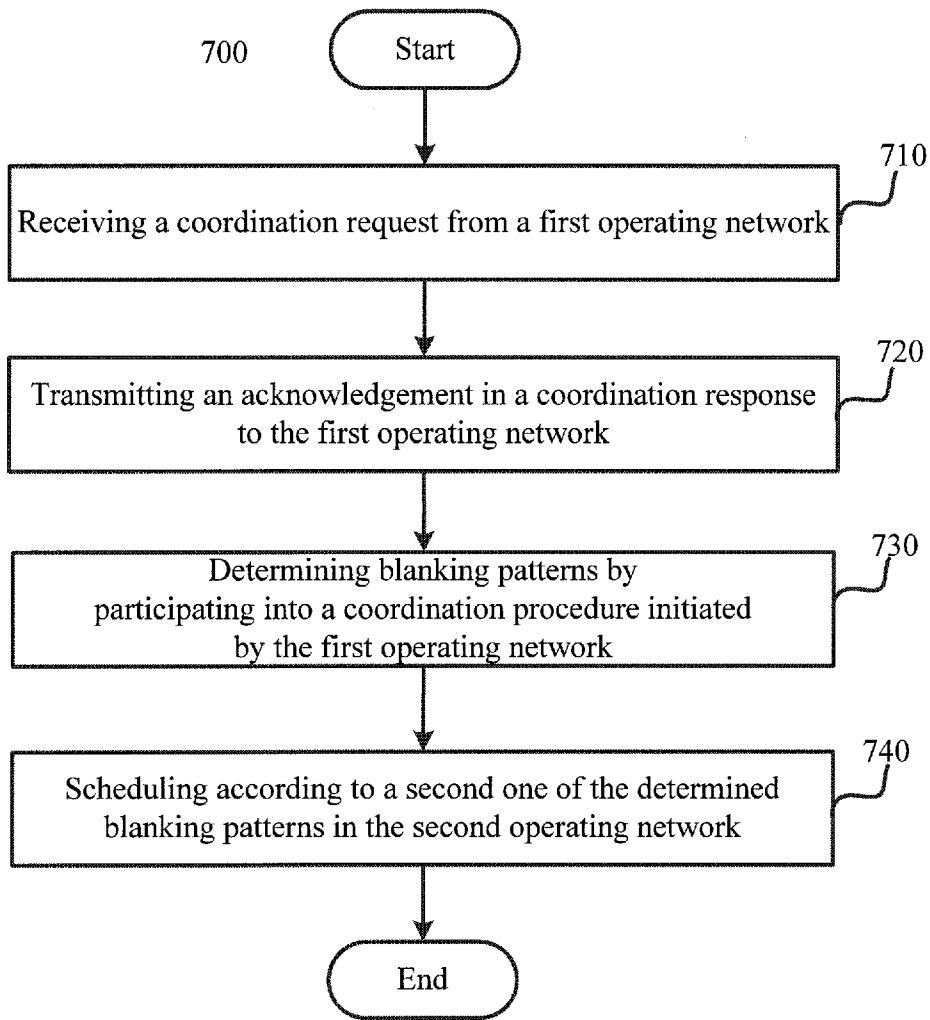 700
Start
710
Receiving a coordination request from a first operating network
720
Transmitting an acknowledgement in a coordination response
to the first operating network
730
Determining blanking patterns by
participating into a coordination procedure initiated
by the first operating network
740
Scheduling according to a second one of the determined
blanking patterns in the second operating network
End